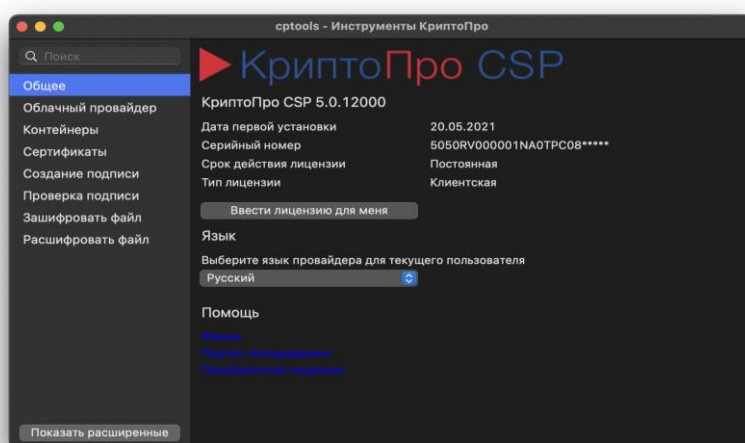 cptools - Инструменты КриптоПро
Поиск
Общее
Облачный провайдер
Контейнеры
Сертификаты
Создание подписи
Проверка подписи
Зашифровать файл
Расшифровать файл
Показать расширенные
КриптоПро CSP
КриптоПро CSP 5.0.12000
Дата первой установки 20.05.2021
Серийный номер 5050RV000001NA0TPC08*****
Срок действия лицензии Постоянная
Тип лицензии Клиентская
Ввести лицензию для меня
Язык
Выберите язык провайдера для текущего пользователя
Русский
Помощь